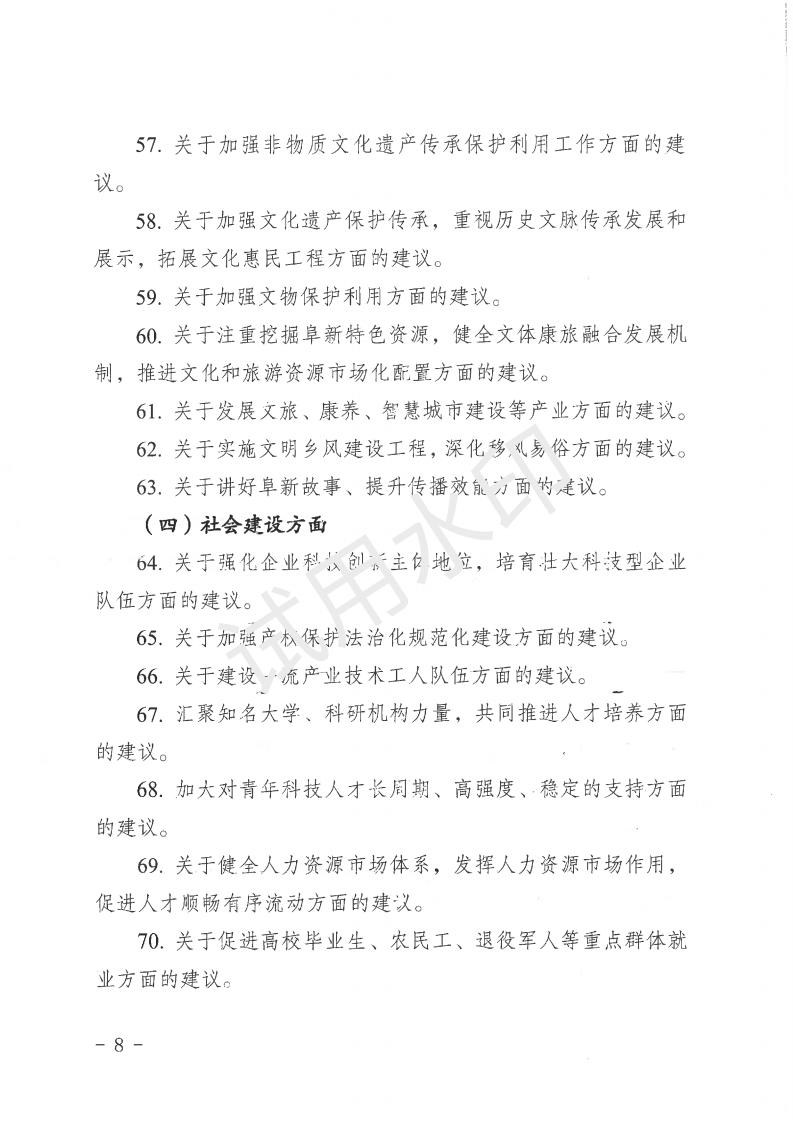 57. 关于加强非物质文化遗产传承保护利用工作方面的建
议。
58. 关于加强文化遗产保护传承，重视历史文脉传承发展和
展示，拓展文化惠民工程方面的建议。
59. 关于加强文物保护利用方面的建议。
60. 关于注重挖掘阜新特色资源，健全文体康旅融合发展机
制，推进文化和旅游资源市场化配置方面的建议。
61. 关于发展文旅、康养、智慧城市建设等产业方面的建议。
62. 关于实施文明乡风建设工程，深化移风易俗方面的建议。
63. 关于讲好阜新故事、提升传播效能方面的建议。
（四）社会建设方面
64. 关于强化企业科技创新主体地位，培育壮大科技型企业
队伍方面的建议。
65. 关于加强产权保护法治化规范化建设方面的建议。
66. 关于建设一流产业技术工人队伍方面的建议。
67. 汇聚知名大学、科研机构力量，共同推进人才培养方面
的建议。
68. 加大对青年科技人才长周期、高强度、稳定的支持方面
的建议。
69. 关于健全人力资源市场体系，发挥人力资源市场作用，
促进人才顺畅有序流动方面的建议。
70. 关于促进高校毕业生、农民工、退役军人等重点群体就
业方面的建议。
- 8 -
试用水印